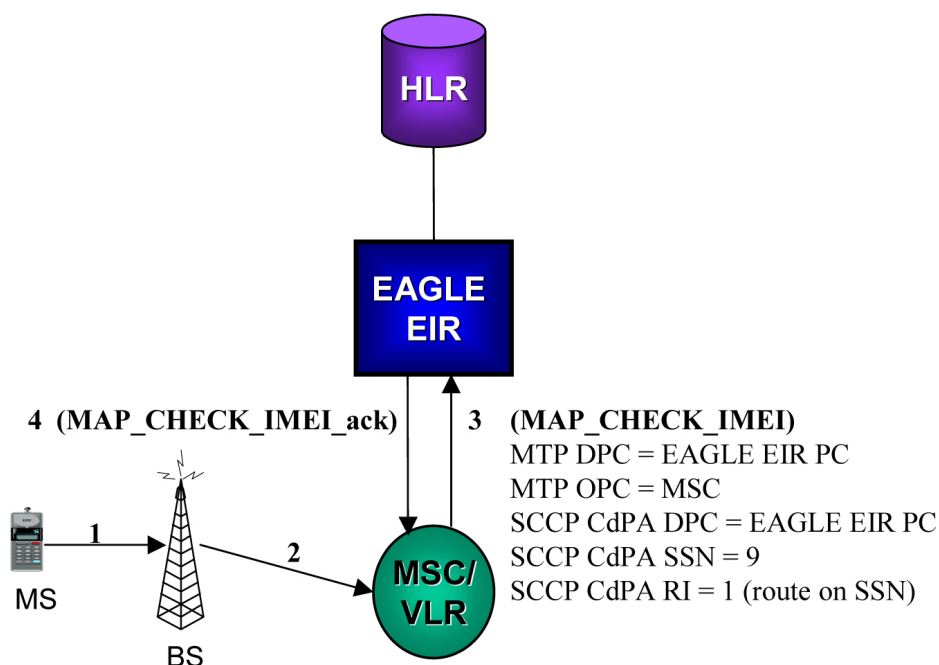 HLR
EAGLE
EIR
4 (MAP_CHECK_IMEI_ack)
3 (MAP_CHECK_IMEI)
MTP DPC = EAGLE EIR PC
MTP OPC = MSC
SCCP CdPA DPC = EAGLE EIR PC
SCCP CdPA SSN = 9
SCCP CdPA RI = 1 (route on SSN)
1
2
MS
BS
MSC/
VLR